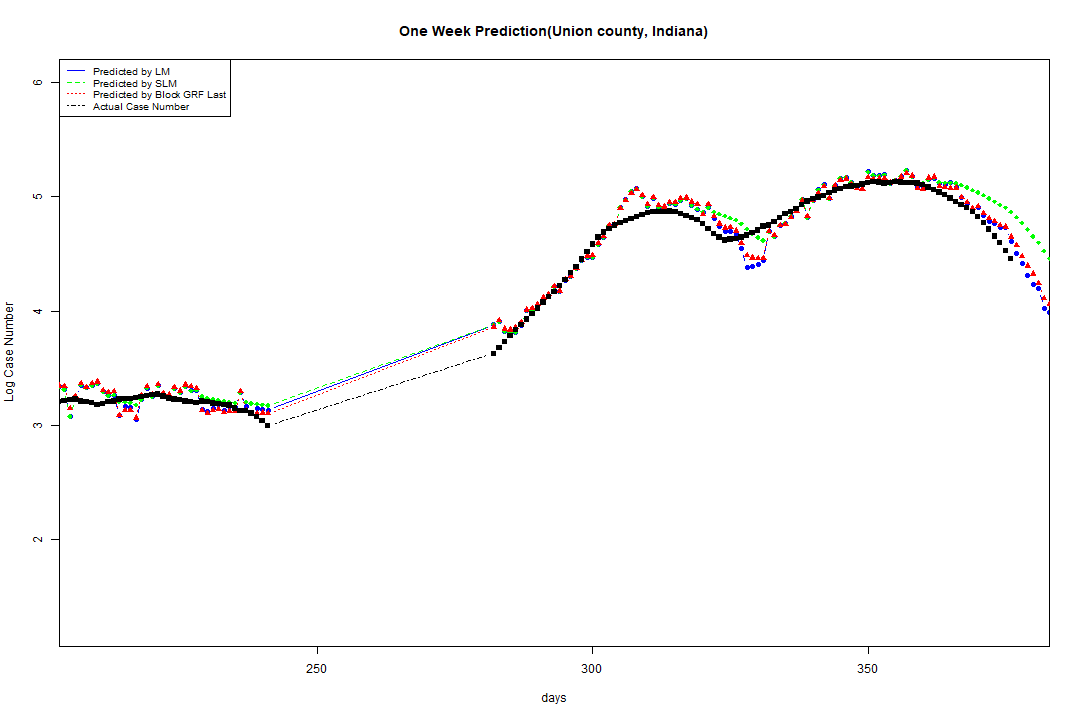 One Week Prediction(Union county, Indiana)
Predicted by LM
Predicted by SLM
Predicted by Block GRF Last
Actual Case Number
6
5
4
3
2
Log Case Number
250 300 350
days